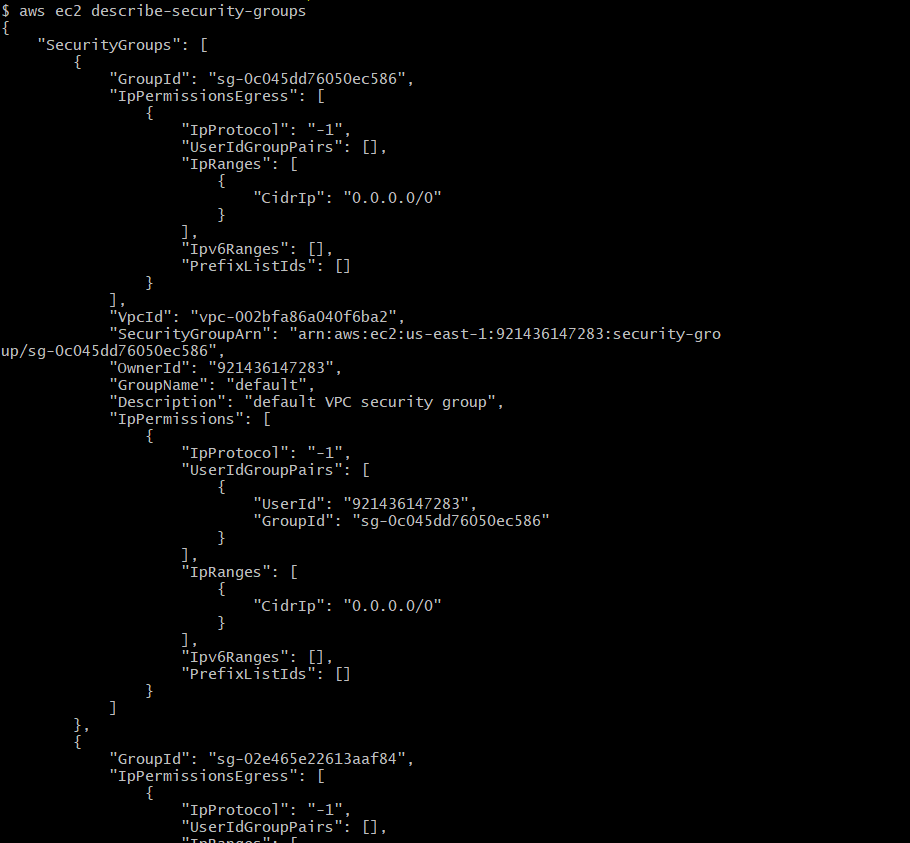 $ aws ec2 describe-security-groups
{
    "SecurityGroups": [
        {
            "GroupId": "sg-0c045dd76050ec586",
            "IpPermissionsEgress": [
                {
                    "IpProtocol": "-1",
                    "UserIdGroupPairs": [],
                    "IpRanges": [
                        {
                            "CidrIp": "0.0.0.0/0"
                        }
                    ],
                    "Ipv6Ranges": [],
                    "PrefixListIds": []
                }
            ],
            "VpcId": "vpc-002bfa86a040f6ba2",
            "SecurityGroupArn": "arn:aws:ec2:us-east-1:921436147283:security-gro
up/sg-0c045dd76050ec586",
            "OwnerId": "921436147283",
            "GroupName": "default",
            "Description": "default VPC security group",
            "IpPermissions": [
                {
                    "IpProtocol": "-1",
                    "UserIdGroupPairs": [
                        {
                            "UserId": "921436147283",
                            "GroupId": "sg-0c045dd76050ec586"
                        }
                    ],
                    "IpRanges": [
                        {
                            "CidrIp": "0.0.0.0/0"
                        }
                    ],
                    "Ipv6Ranges": [],
                    "PrefixListIds": []
                }
            ]
        },
        {
            "GroupId": "sg-02e465e22613aaf84",
            "IpPermissionsEgress": [
                {
                    "IpProtocol": "-1",
                    "UserIdGroupPairs": [],
                    "IpRanges": [